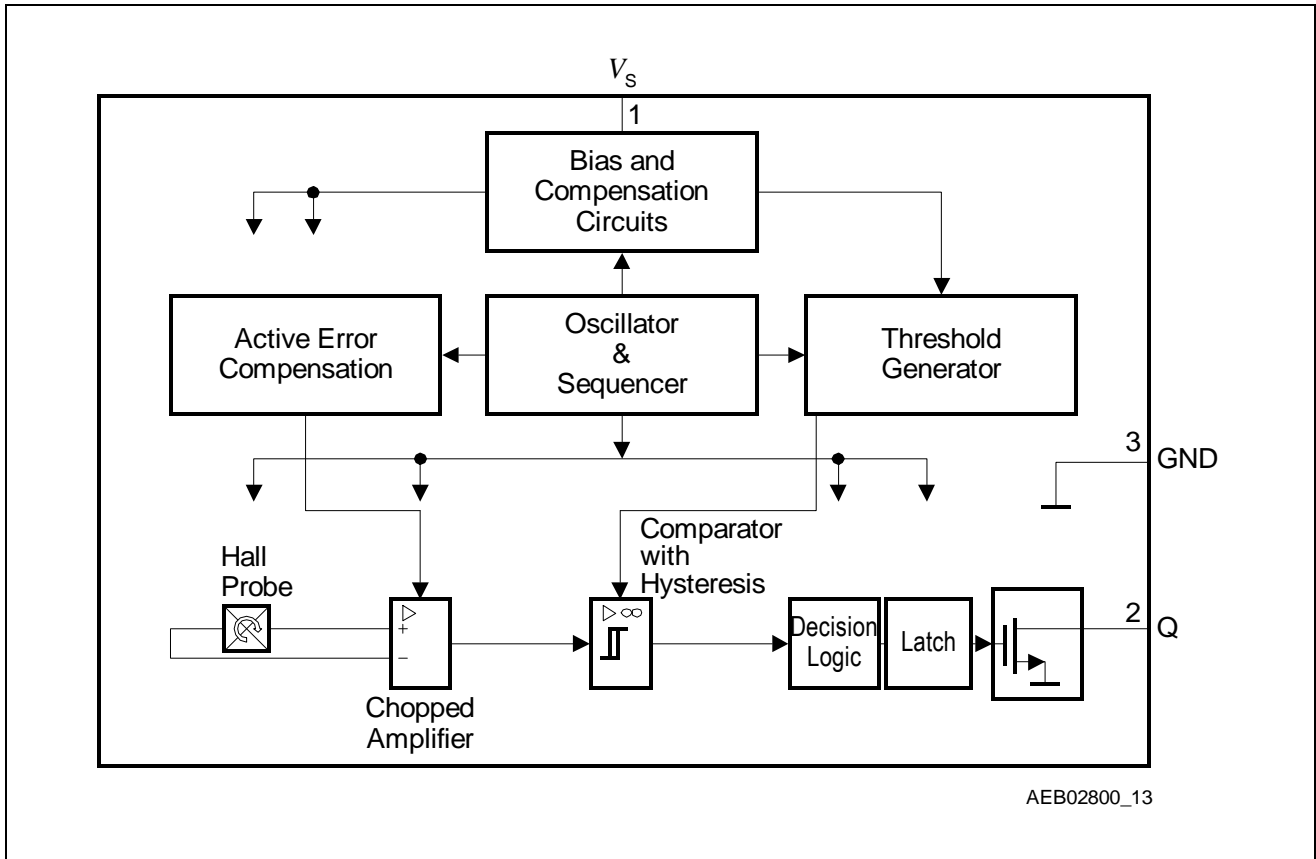 VS
1
Bias and
Compensation
Circuits
Active Error
Compensation
Oscillator
&
Sequencer
Threshold
Generator
3
GND
Hall
Probe
Comparator
with
Hysteresis
+
−
▷
▷ ∞
Chopped
Amplifier
Decision
Logic
Latch
2
Q
AEB02800_13